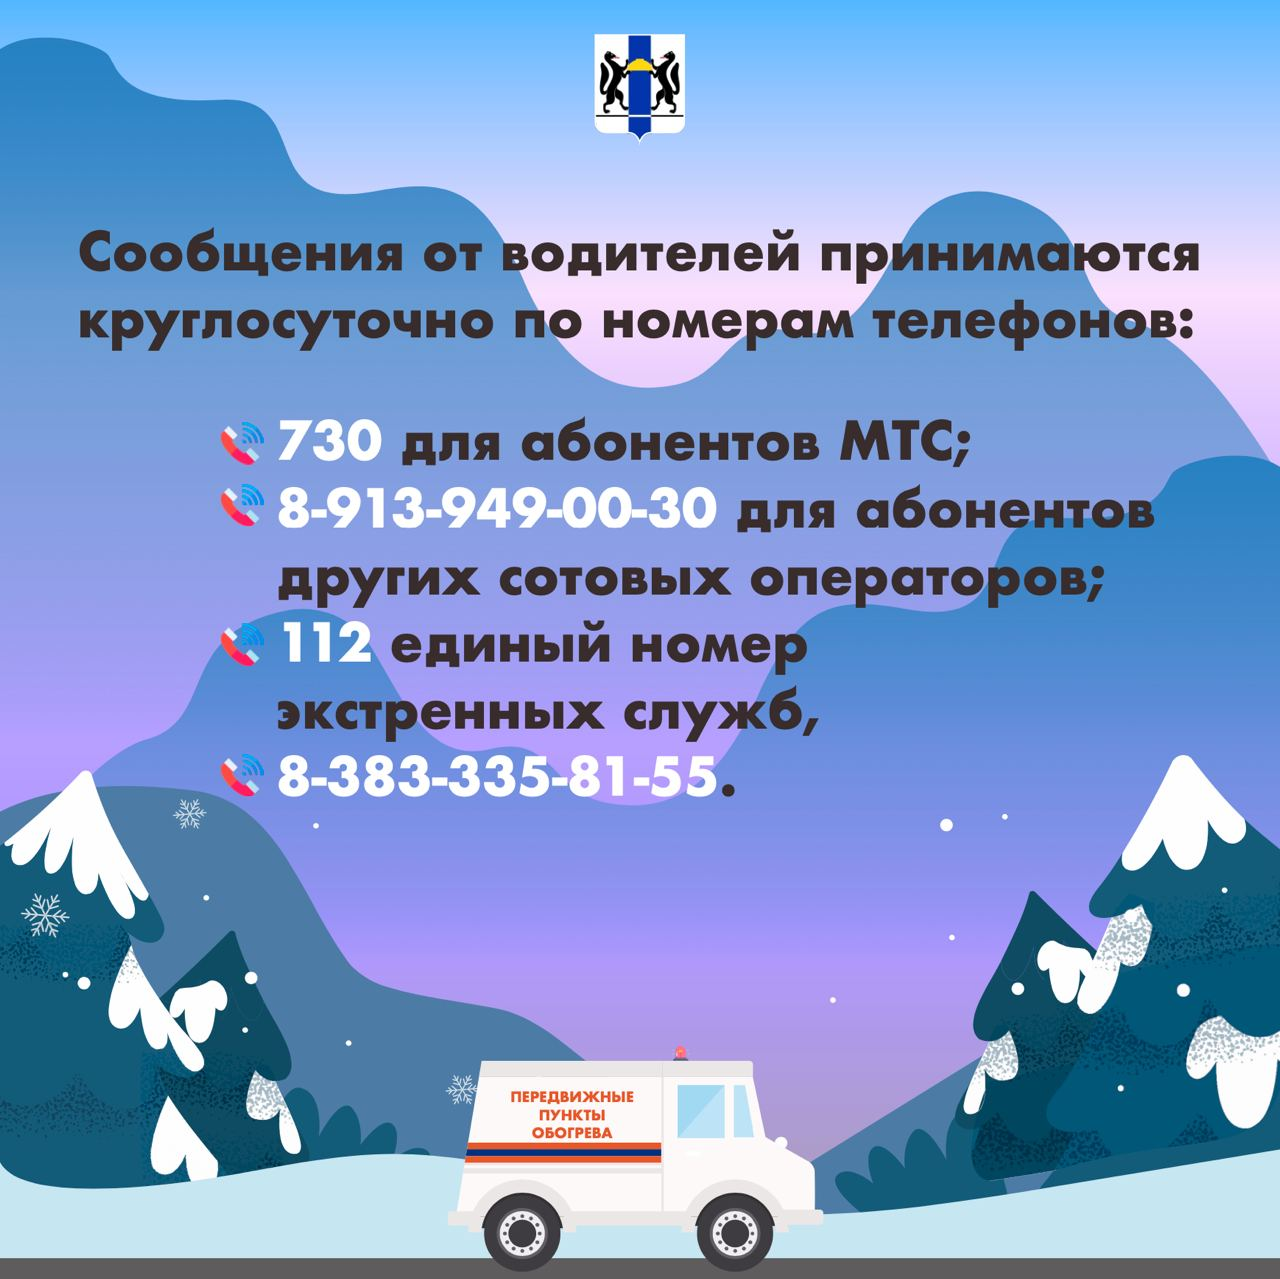 Сообщения от водителей принимаются
круглосуточно по номерам телефонов:
730 для абонентов МТС;
8-913-949-00-30 для абонентов
других сотовых операторов;
112 единый номер
экстренных служб,
8-383-335-81-55.
ПЕРЕДВИЖНЫЕ
ПУНКТЫ
ОБОГРЕВА